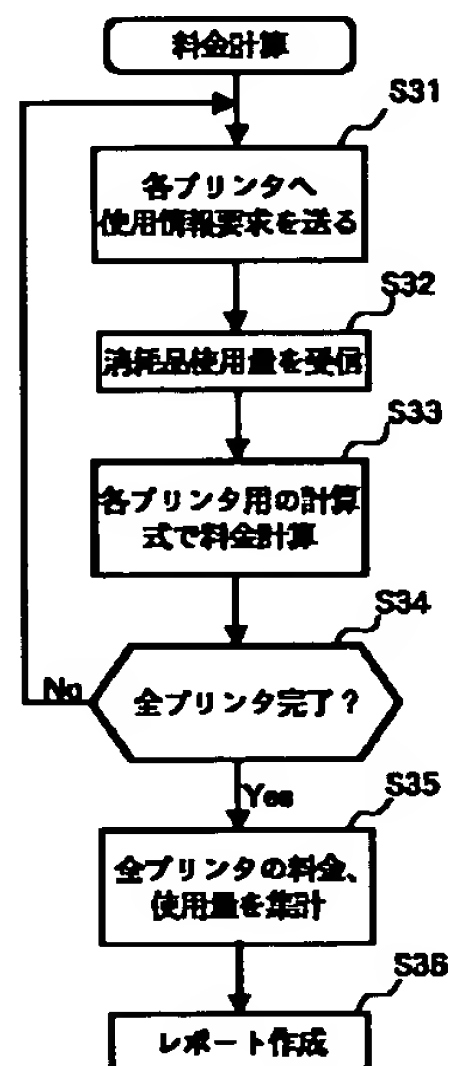 料金計算
S31
各プリンタへ
使用情報要求を送る
S32
消耗品使用量を受信
S33
各プリンタ用の計算
式で料金計算
S34
全プリンタ完了？
No
Yes
S35
全プリンタの料金、
使用量を集計
S36
レポート作成